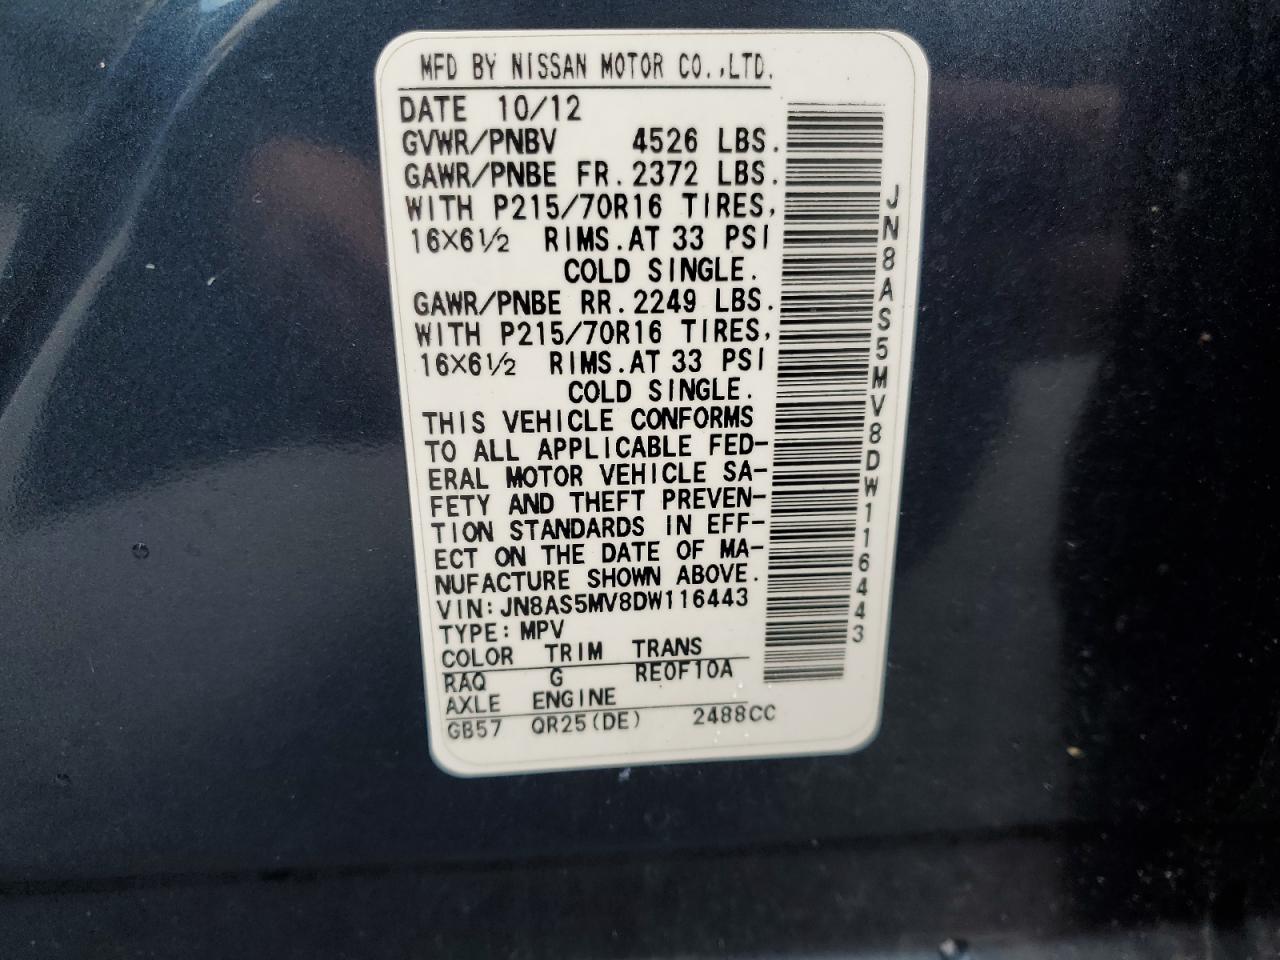 MFD BY NISSAN MOTOR CO.,LTD.
DATE 10/12
GVWR/PNBV 4526 LBS.
GAWR/PNBE FR. 2372 LBS.
WITH P215/70R16 TIRES,
16X6½ RIMS.AT 33 PSI
COLD SINGLE.
GAWR/PNBE RR. 2249 LBS.
WITH P215/70R16 TIRES,
16X6½ RIMS.AT 33 PSI
COLD SINGLE.
THIS VEHICLE CONFORMS
TO ALL APPLICABLE FED-
ERAL MOTOR VEHICLE SA-
FETY AND THEFT PREVEN-
TION STANDARDS IN EFF-
ECT ON THE DATE OF MA-
NUFACTURE SHOWN ABOVE.
VIN: JN8AS5MV8DW116443
TYPE: MPV
COLOR TRIM TRANS
RAQ G RE0F10A
AXLE ENGINE
GB57 QR25(DE) 2488CC
JN8AS5MV8DW116443